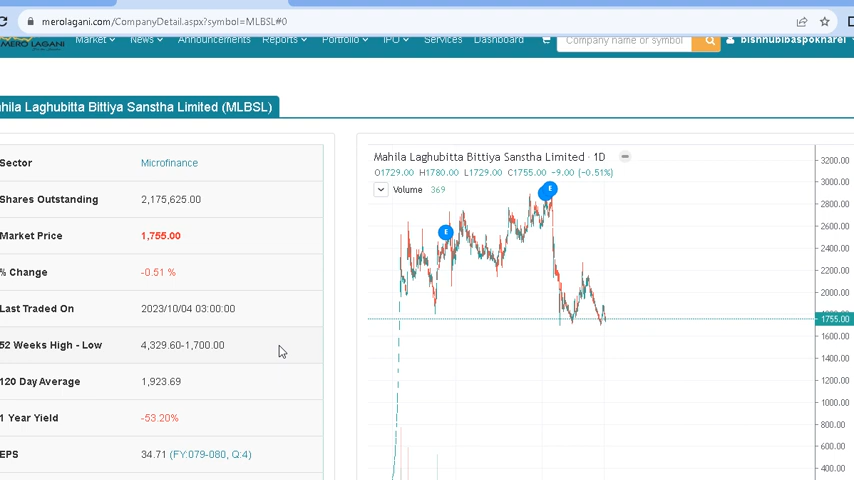 merolagani.com/CompanyDetail.aspx?symbol=MLBSL#0
MERO LAGANI
Market News Announcements Reports Portfolio IPO Services Dashboard Company name or symbol bishnubibaspokharel
hila Laghubitta Bittiya Sanstha Limited (MLBSL)
Sector Microfinance
Shares Outstanding 2,175,625.00
Market Price 1,755.00
% Change -0.51 %
Last Traded On 2023/10/04 03:00:00
52 Weeks High - Low 4,329.60-1,700.00
120 Day Average 1,923.69
1 Year Yield -53.20%
EPS 34.71 (FY:079-080, Q:4)
Mahila Laghubitta Bittiya Sanstha Limited · 1D
O1729.00 H1780.00 L1729.00 C1755.00 -9.00 (-0.51%)
Volume 369
E
E
3200.00
3000.00
2800.00
2600.00
2400.00
2200.00
2000.00
1755.00
1600.00
1400.00
1200.00
1000.00
800.00
600.00
400.00